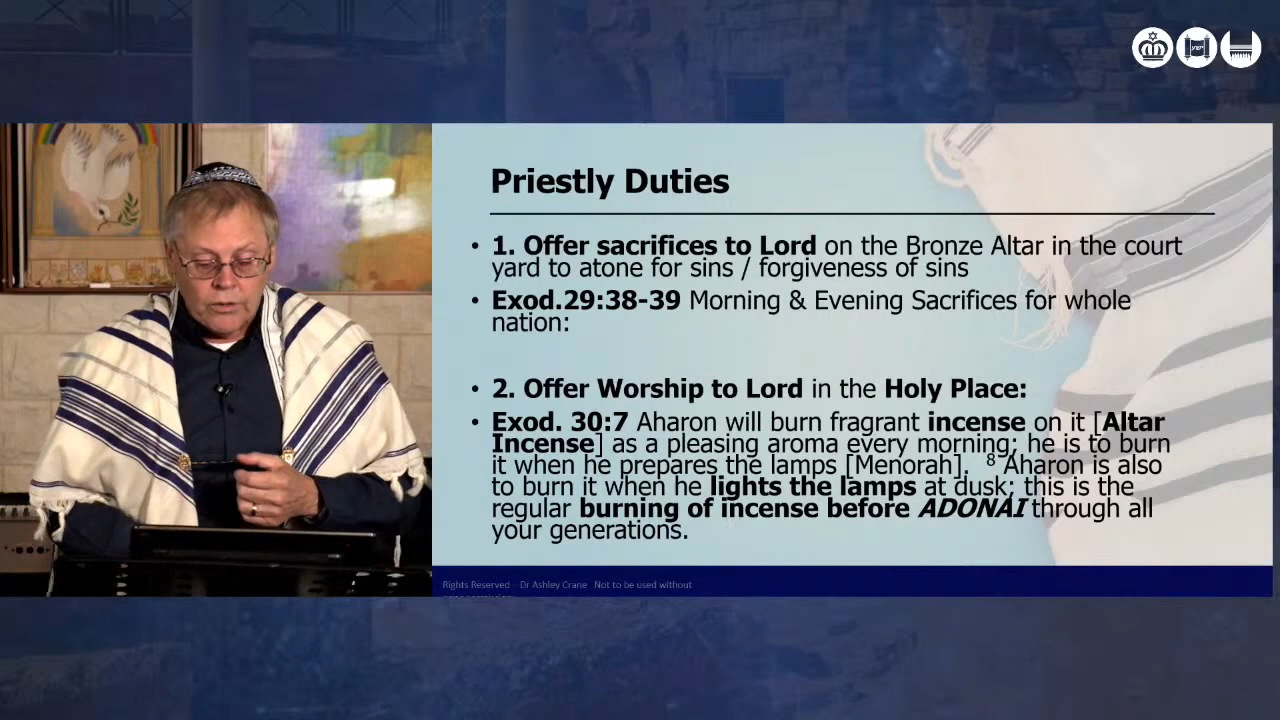 Priestly Duties
• 1. Offer sacrifices to Lord on the Bronze Altar in the court
yard to atone for sins / forgiveness of sins
• Exod.29:38-39 Morning & Evening Sacrifices for whole
nation:
• 2. Offer Worship to Lord in the Holy Place:
• Exod. 30:7 Aharon will burn fragrant incense on it [Altar
Incense] as a pleasing aroma every morning; he is to burn
it when he prepares the lamps [Menorah]. 8 Aharon is also
to burn it when he lights the lamps at dusk; this is the
regular burning of incense before ADONAI through all
your generations.
Rights Reserved – Dr Ashley Crane Not to be used without